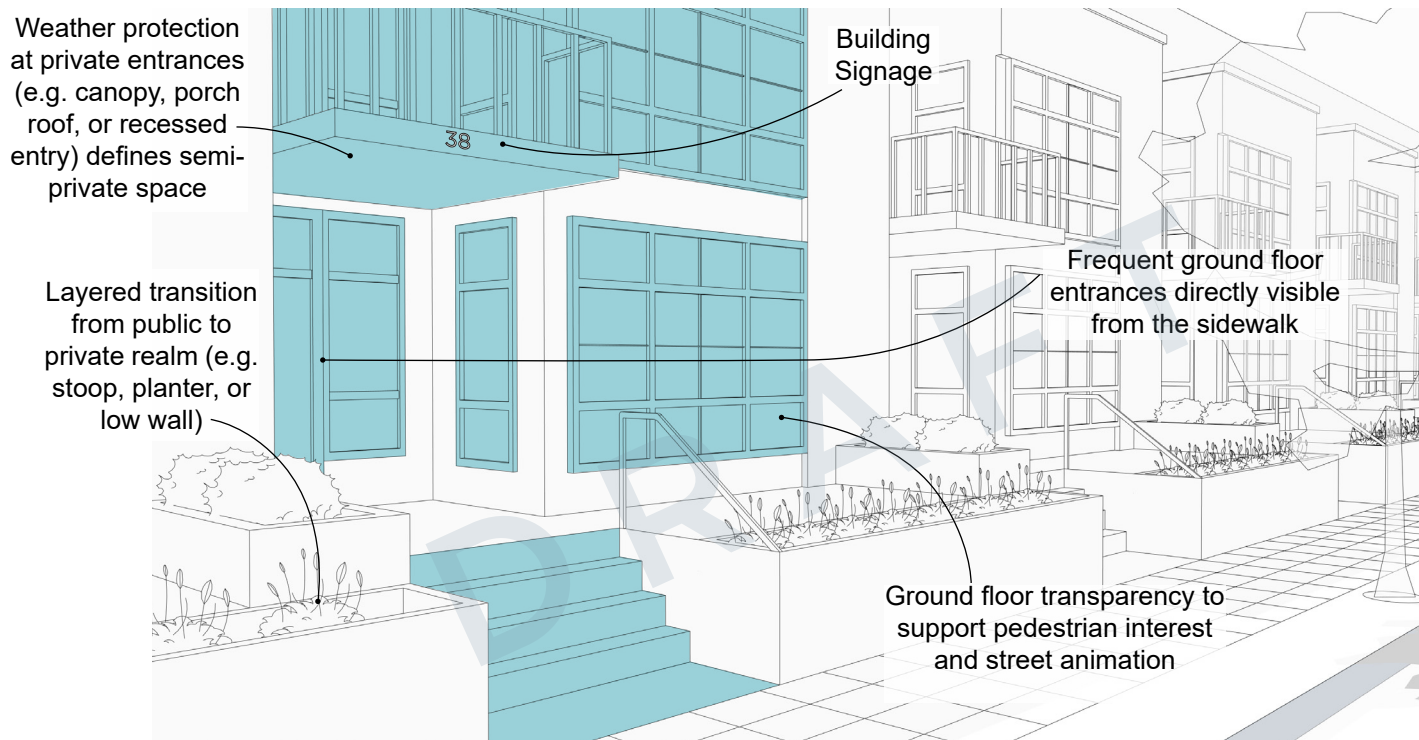 Weather protection
at private entrances
(e.g. canopy, porch
roof, or recessed
entry) defines semi-
private space
Building
Signage
38
Layered transition
from public to
private realm (e.g.
stoop, planter, or
low wall)
Frequent ground floor
entrances directly visible
from the sidewalk
Ground floor transparency to
support pedestrian interest
and street animation
DRAFT